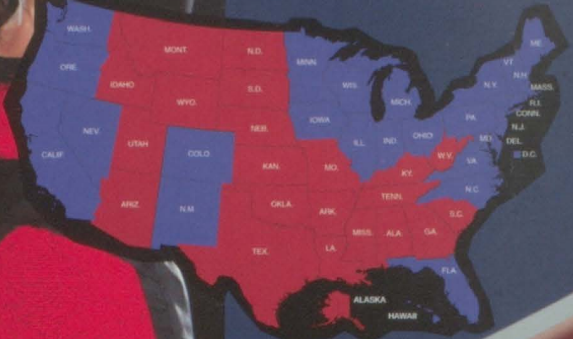 WASH.
ORE.
IDAHO
MONT.
N.D.
S.D.
WYO.
NEB.
NEV.
CALIF
UTAH
COLO.
ARIZ.
N.M.
KAN.
OKLA.
TEX.
MINN.
IOWA
MO.
ARK.
LA.
WIS.
ILL.
MICH.
IND.
OHIO
KY.
TENN.
MISS.
ALA.
GA.
FLA.
S.C.
N.C.
VA.
W.V.
PA.
N.Y.
VT.
N.H.
ME.
MASS.
R.I.
CONN.
N.J.
DEL.
MD.
D.C.
ALASKA
HAWAII